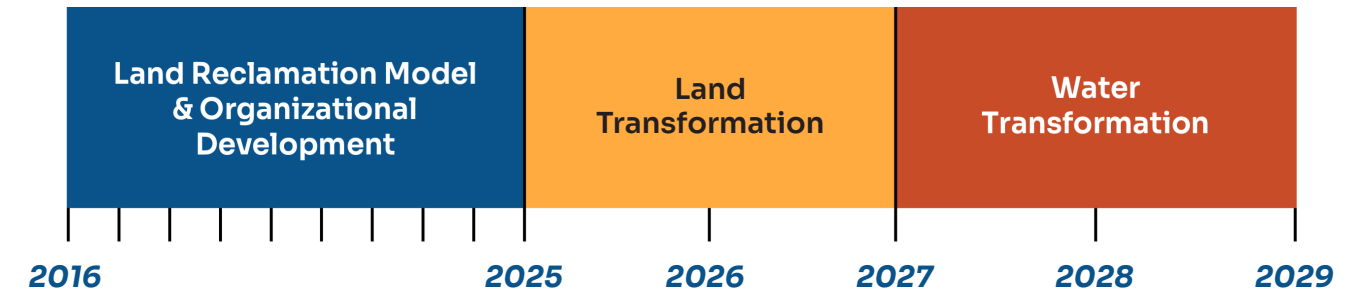 Land Reclamation Model
& Organizational
Development
Land
Transformation
Water
Transformation
2016
2025
2026
2027
2028
2029